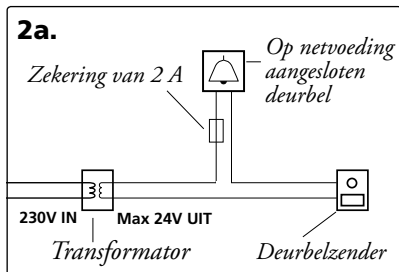 2a.
Op netvoeding
aangesloten
deurbel
Zekering van 2 A
230V IN
Max 24V UIT
Transformator
Deurbelzender